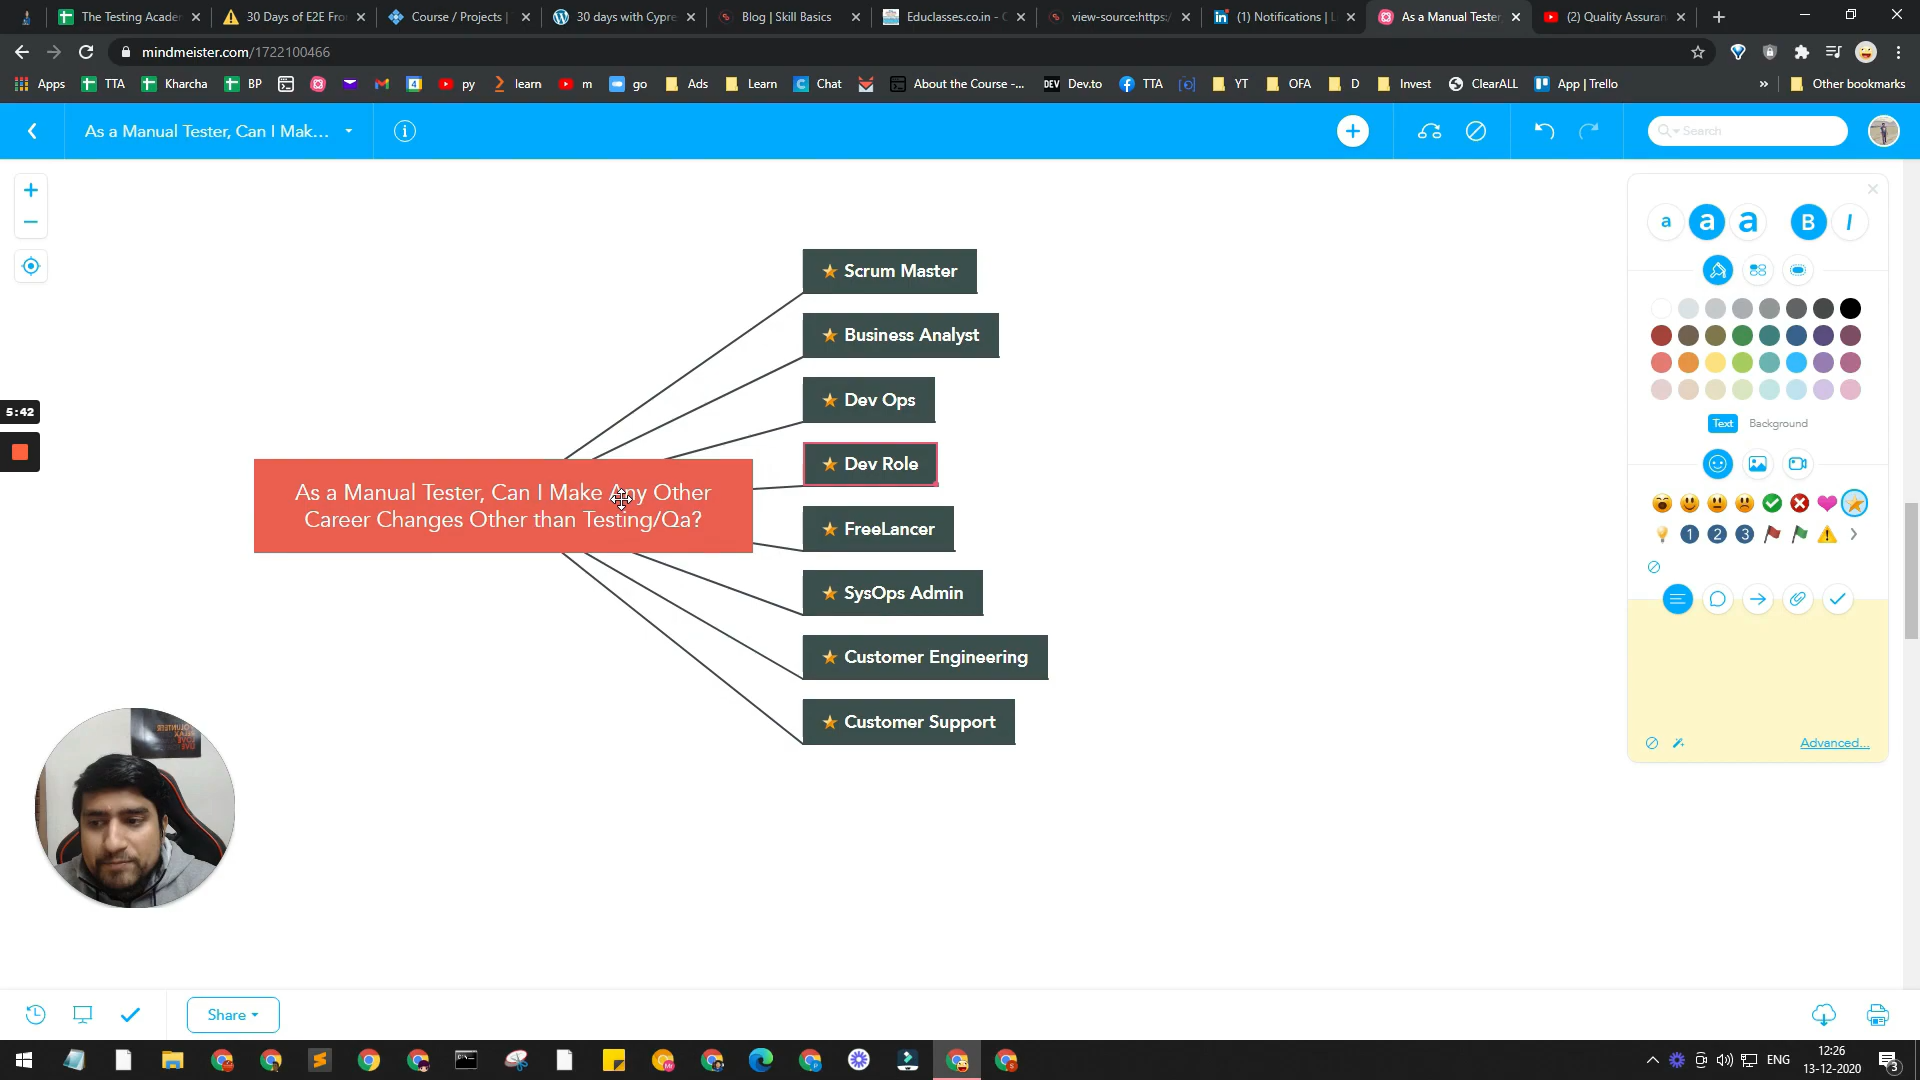 The Testing Acader
30 Days of E2E Fro
Course / Projects |
30 days with Cypre
Blog | Skill Basics
Educlasses.co.in - C
view-source:https:/
(1) Notifications | L
As a Manual Tester,
(2) Quality Assuran
mindmeister.com/1722100466
Apps
TTA
Kharcha
BP
py
learn
m
go
Ads
Learn
Chat
About the Course -...
DEV
Dev.to
TTA
YT
OFA
D
Invest
ClearALL
App | Trello
»
Other bookmarks
As a Manual Tester, Can I Mak...
Search
a a a B I
Scrum Master
Business Analyst
Dev Ops
Dev Role
As a Manual Tester, Can I Make Any Other
Career Changes Other than Testing/Qa?
FreeLancer
SysOps Admin
Customer Engineering
Customer Support
5:42
Text
Background
1 2 3
Advanced...
Share
ENG
12:26
13-12-2020
3